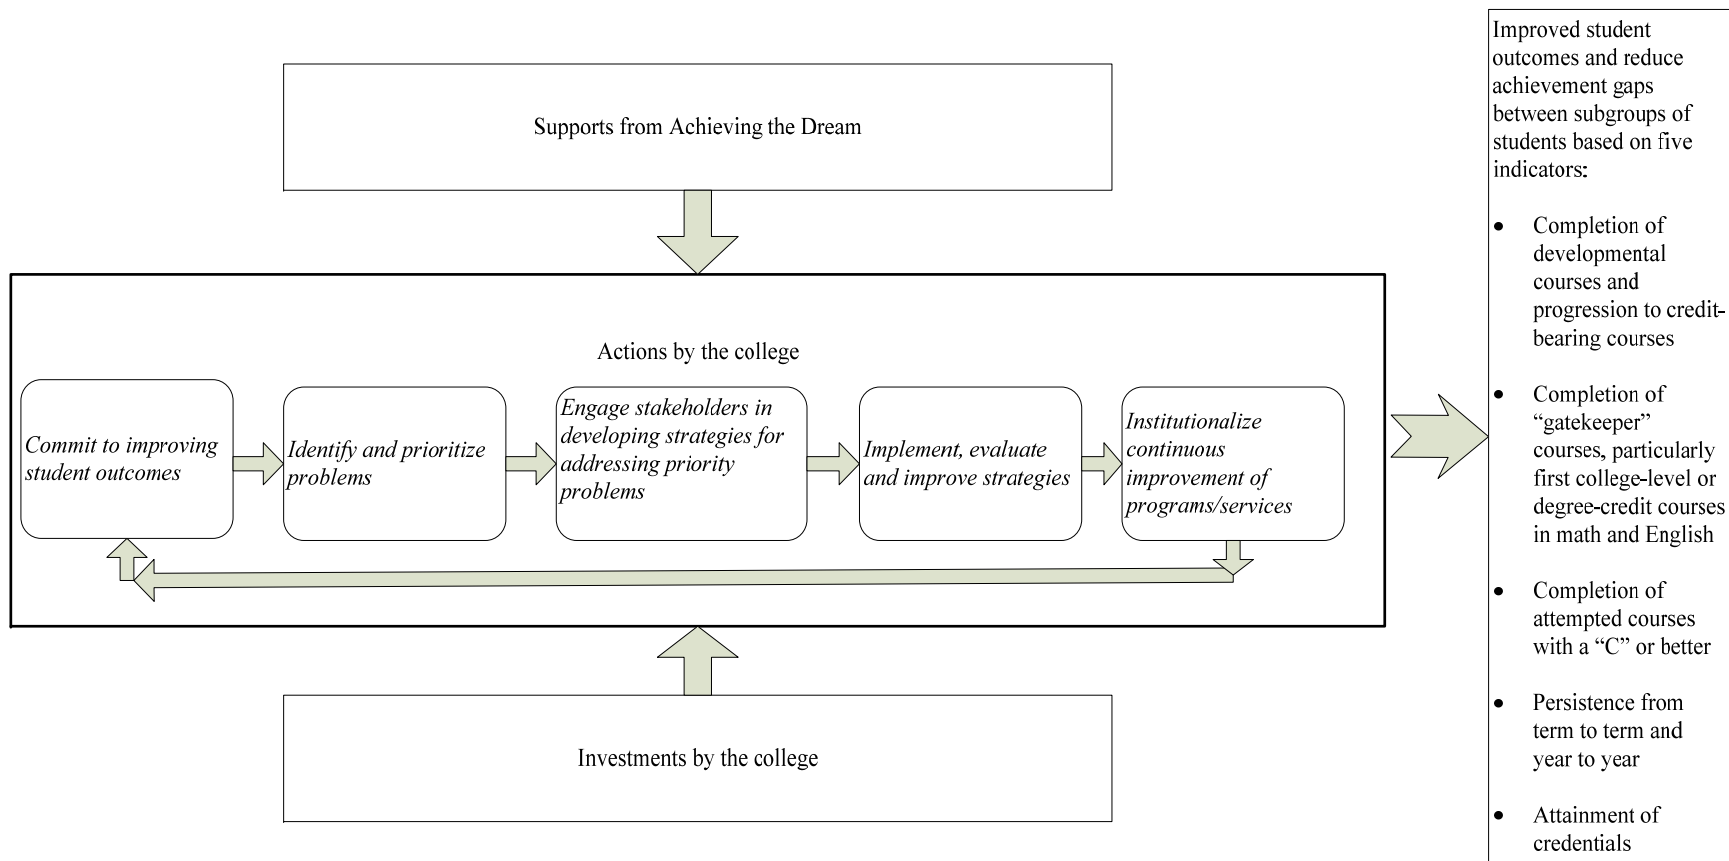 Supports from Achieving the Dream
Actions by the college
Commit to improving
student outcomes
Identify and prioritize
problems
Engage stakeholders in
developing strategies for
addressing priority
problems
Implement, evaluate
and improve strategies
Institutionalize
continuous
improvement of
programs/services
Investments by the college
Improved student
outcomes and reduce
achievement gaps
between subgroups of
students based on five
indicators:
• Completion of
developmental
courses and
progression to credit-
bearing courses
• Completion of
“gatekeeper”
courses, particularly
first college-level or
degree-credit courses
in math and English
• Completion of
attempted courses
with a “C” or better
• Persistence from
term to term and
year to year
• Attainment of
credentials